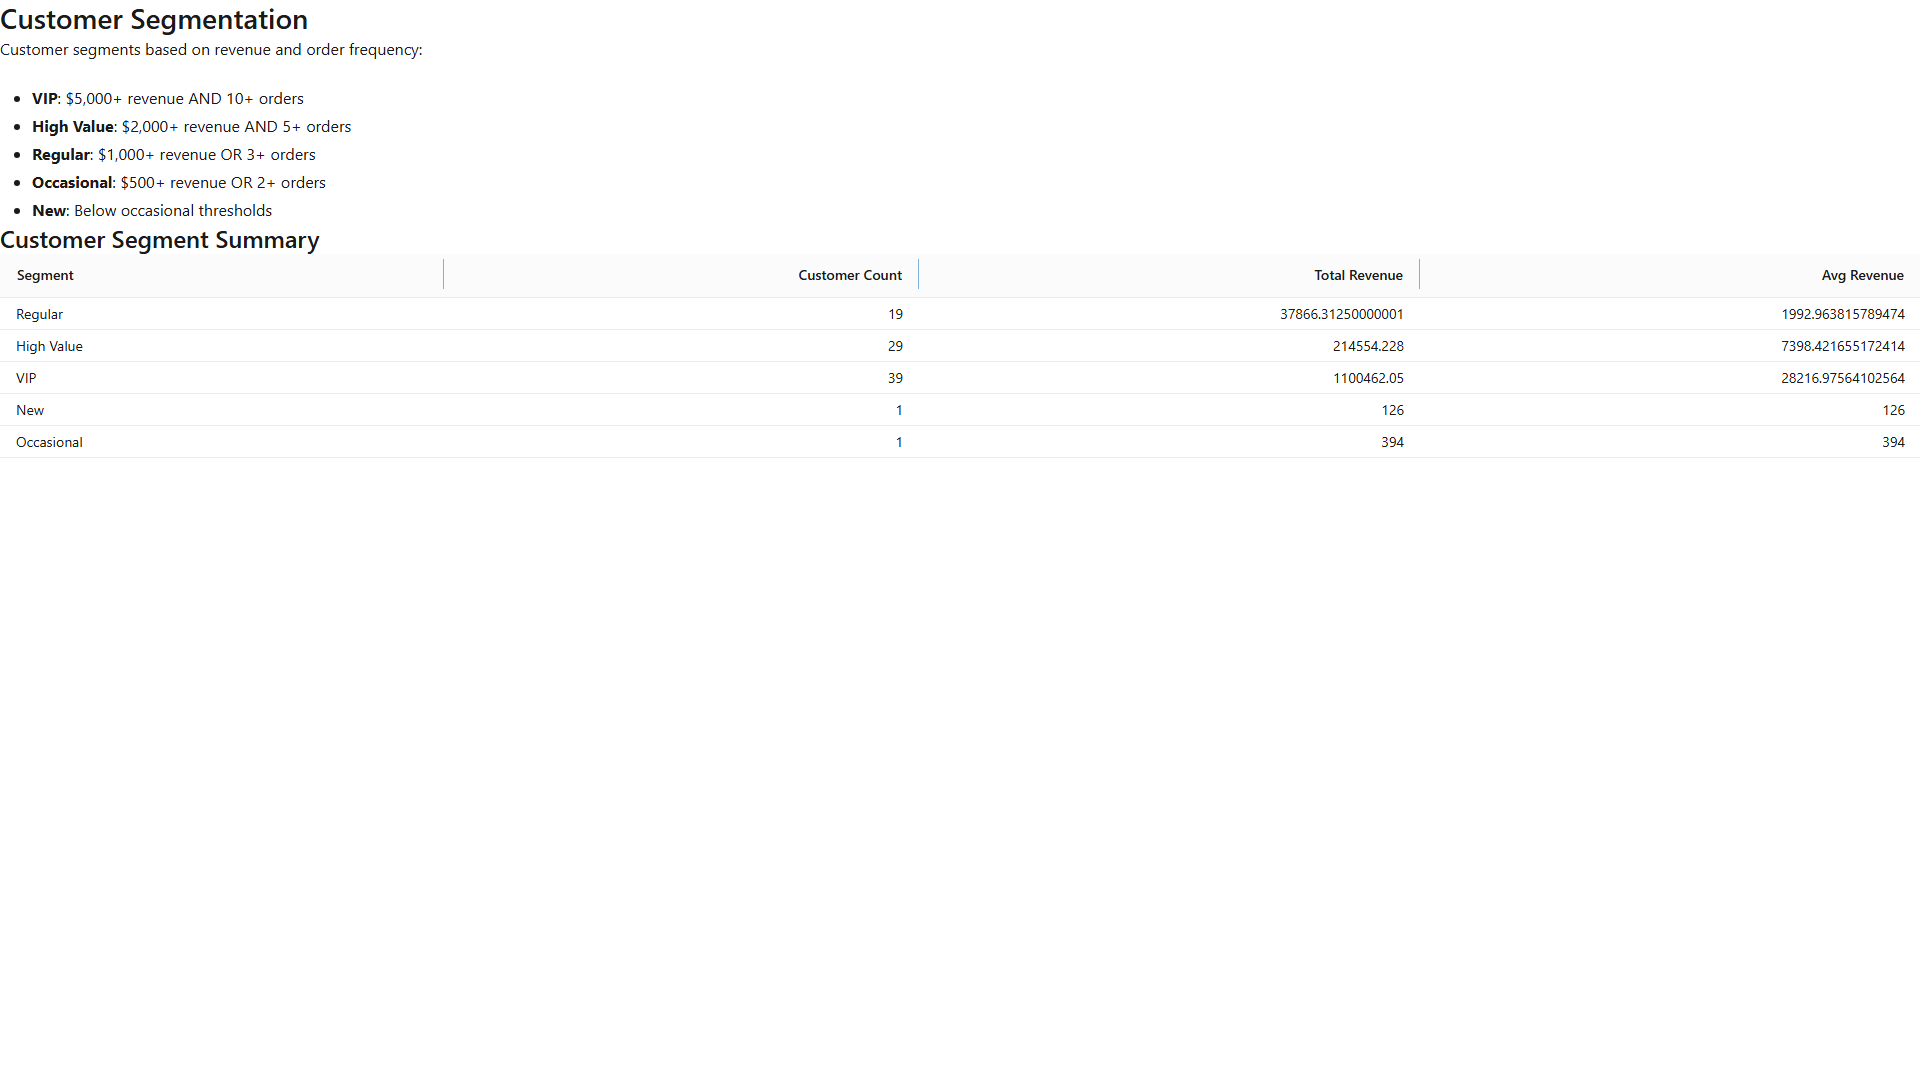 Customer Segmentation
Customer segments based on revenue and order frequency:
• VIP: $5,000+ revenue AND 10+ orders
• High Value: $2,000+ revenue AND 5+ orders
• Regular: $1,000+ revenue OR 3+ orders
• Occasional: $500+ revenue OR 2+ orders
• New: Below occasional thresholds
Customer Segment Summary
Segment Customer Count Total Revenue Avg Revenue
Regular 19 37866.31250000001 1992.963815789474
High Value 29 214554.228 7398.421655172414
VIP 39 1100462.05 28216.97564102564
New 1 126 126
Occasional 1 394 394